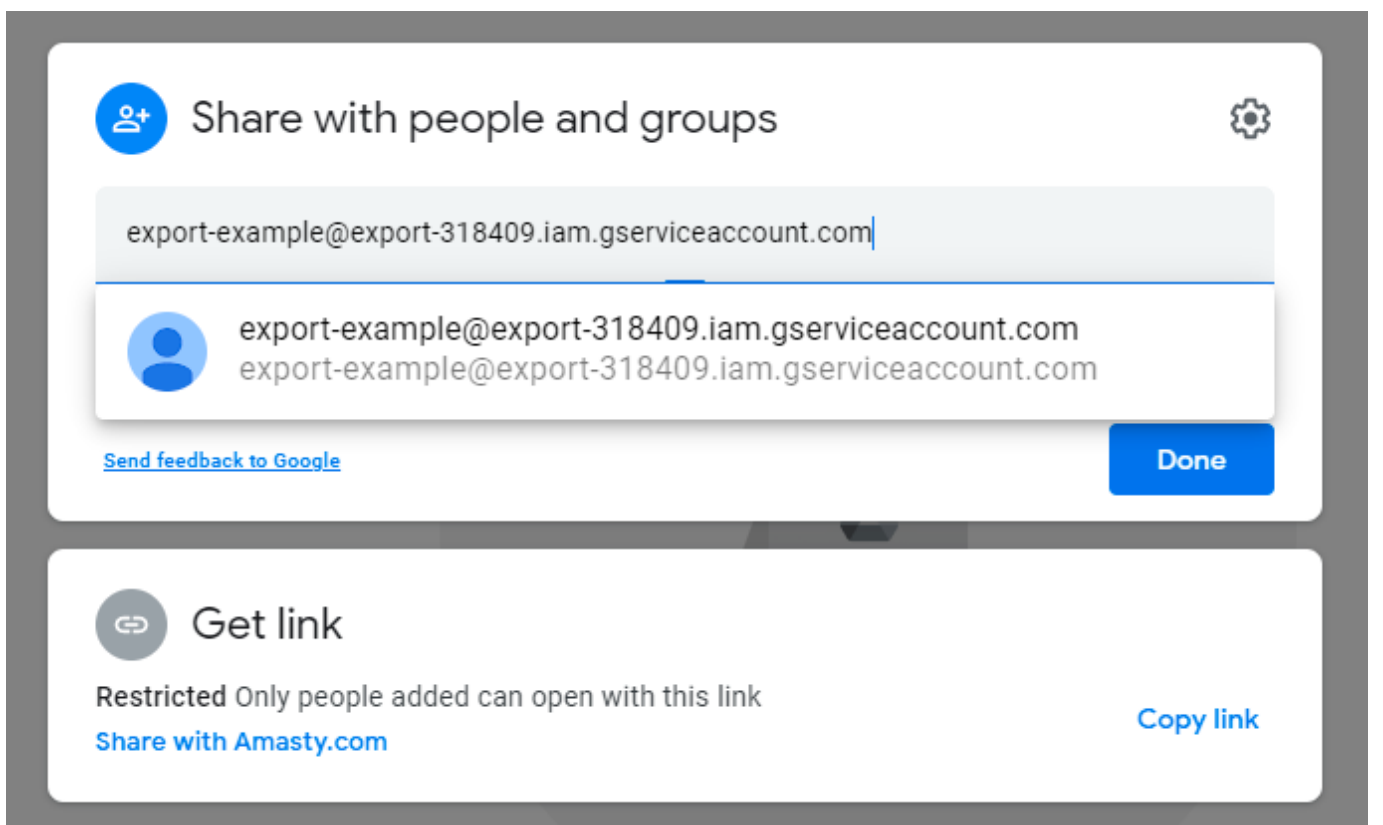 Share with people and groups
export-example@export-318409.iam.gserviceaccount.com
export-example@export-318409.iam.gserviceaccount.com
export-example@export-318409.iam.gserviceaccount.com
Send feedback to Google
Done
Get link
Restricted Only people added can open with this link
Share with Amasty.com
Copy link